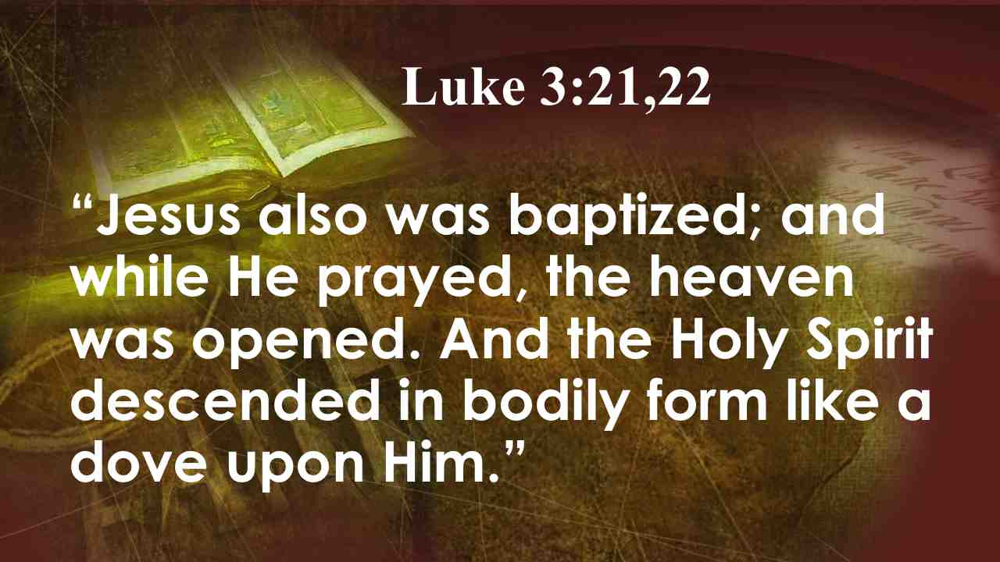 Luke 3:21,22
“Jesus also was baptized; and
while He prayed, the heaven
was opened. And the Holy Spirit
descended in bodily form like a
dove upon Him.”